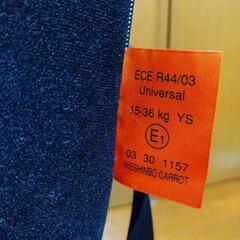 ECE R44/03
Universal
15-36 kg YS
E1
03 30 1157
NISSHINBO CARROT